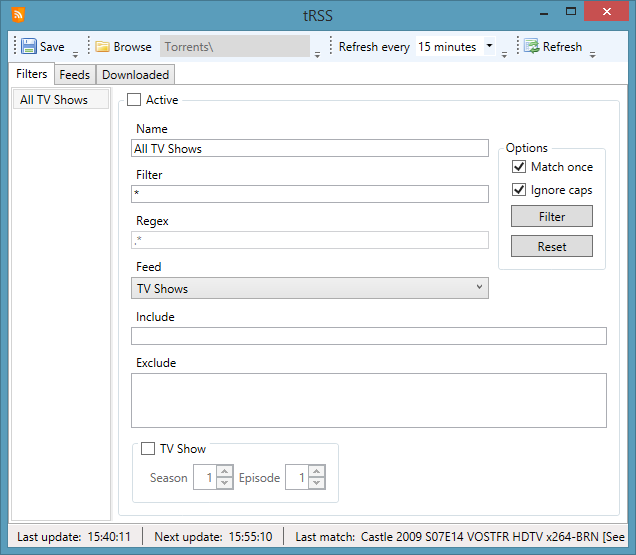 tRSS
Save Browse Torrents\ Refresh every 15 minutes Refresh
Filters Feeds Downloaded
All TV Shows
Active
Name
All TV Shows
Filter
*
Regex
.*
Feed
TV Shows
Options
Match once
Ignore caps
Filter
Reset
Include
Exclude
TV Show
Season 1 Episode 1
Last update: 15:40:11 Next update: 15:55:10 Last match: Castle 2009 S07E14 VOSTFR HDTV x264-BRN [See